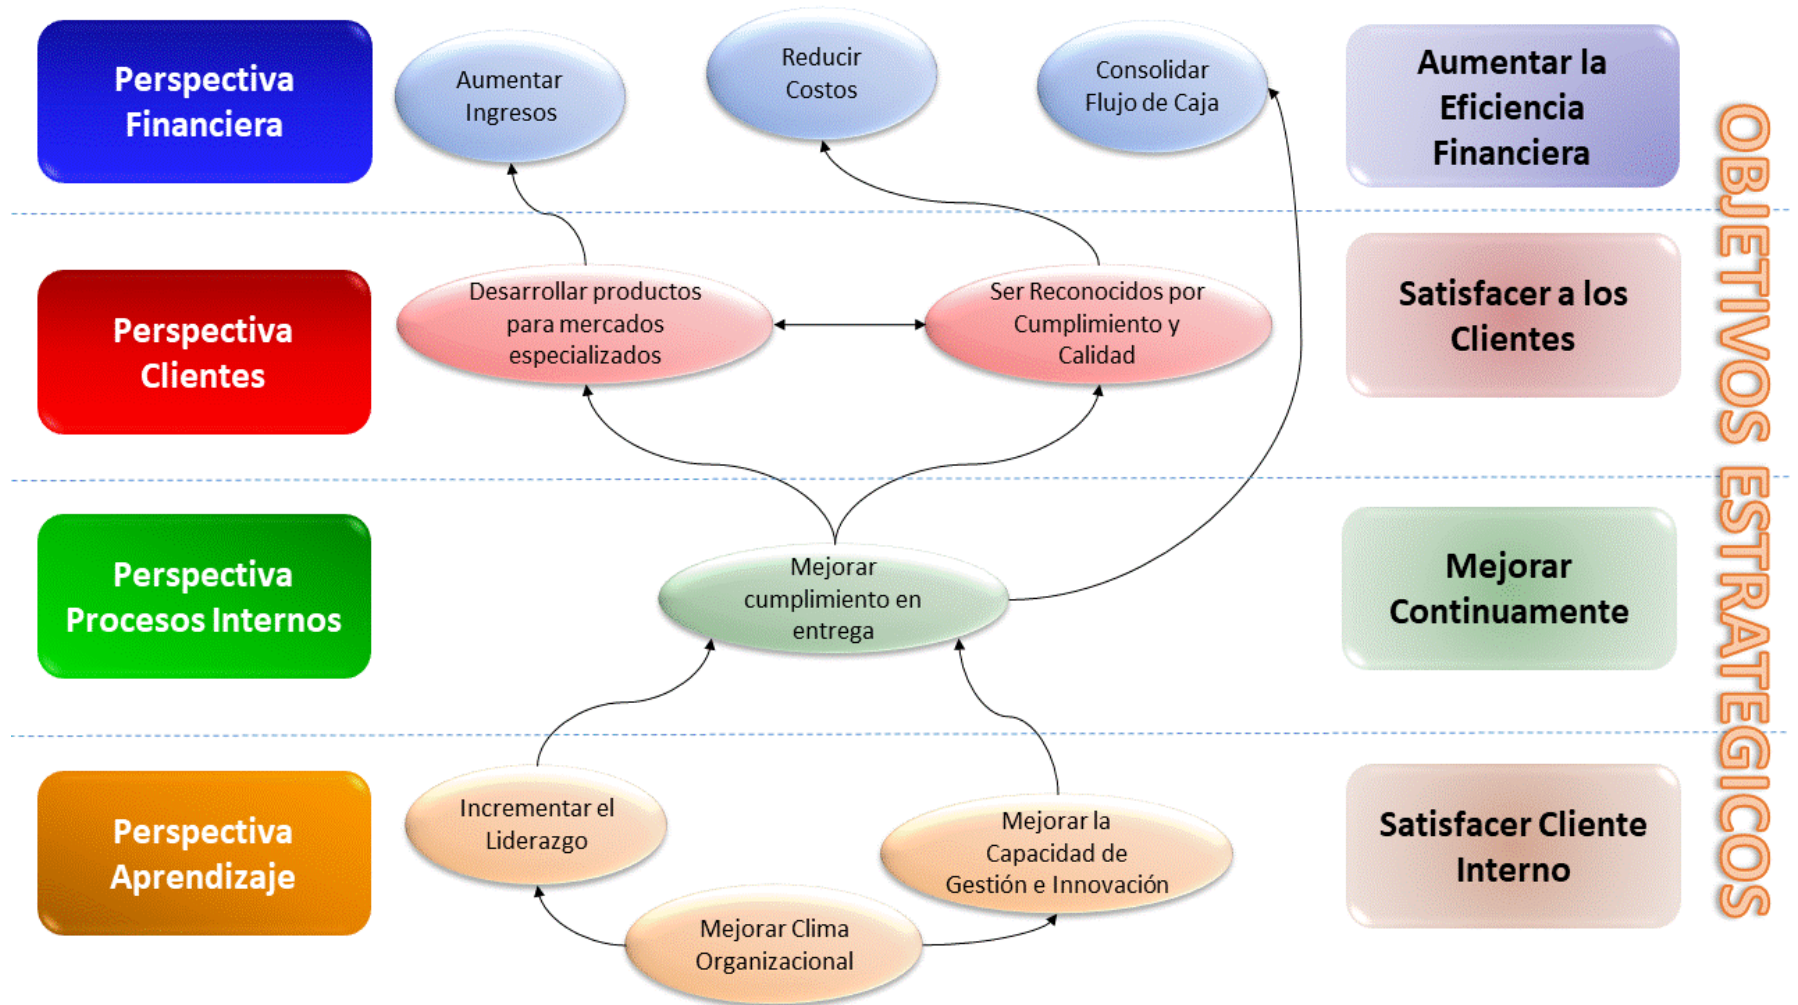 Perspectiva
Financiera
Aumentar
Ingresos
Reducir
Costos
Consolidar
Flujo de Caja
Aumentar la
Eficiencia
Financiera
Perspectiva
Clientes
Desarrollar productos
para mercados
especializados
Ser Reconocidos por
Cumplimiento y
Calidad
Satisfacer a los
Clientes
Perspectiva
Procesos Internos
Mejorar
cumplimiento en
entrega
Mejorar
Continuamente
Perspectiva
Aprendizaje
Incrementar el
Liderazgo
Mejorar la
Capacidad de
Gestión e Innovación
Mejorar Clima
Organizacional
Satisfacer Cliente
Interno
OBJETIVOS ESTRATEGICOS